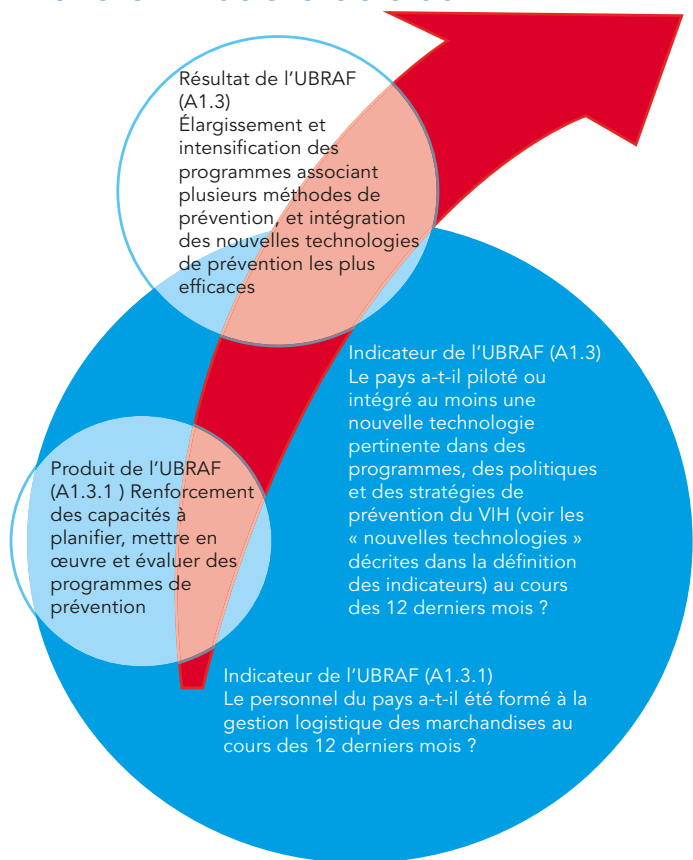 Résultat de l’UBRAF
(A1.3)
Élargissement et
intensification des
programmes associant
plusieurs méthodes de
prévention, et intégration
des nouvelles technologies
de prévention les plus
efficaces
Indicateur de l’UBRAF (A1.3)
Le pays a-t-il piloté ou
intégré au moins une
nouvelle technologie
pertinente dans des
programmes, des politiques
et des stratégies de
prévention du VIH (voir les
« nouvelles technologies »
décrites dans la définition
des indicateurs) au cours
des 12 derniers mois ?
Produit de l’UBRAF
(A1.3.1 ) Renforcement
des capacités à
planifier, mettre en
œuvre et évaluer des
programmes de
prévention
Indicateur de l’UBRAF (A1.3.1)
Le personnel du pays a-t-il été formé à la
gestion logistique des marchandises au
cours des 12 derniers mois ?